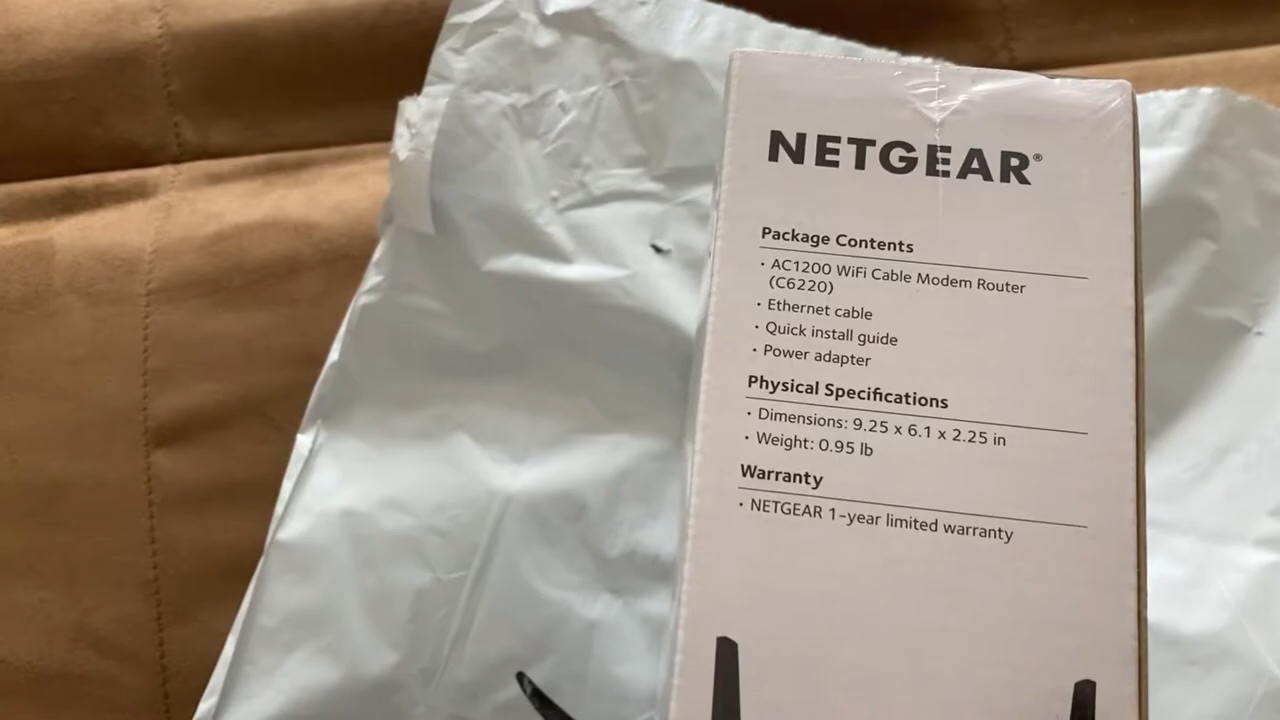 NETGEAR®
Package Contents
· AC1200 WiFi Cable Modem Router
(C6220)
· Ethernet cable
· Quick install guide
· Power adapter
Physical Specifications
· Dimensions: 9.25 x 6.1 x 2.25 in
· Weight: 0.95 lb
Warranty
· NETGEAR 1-year limited warranty